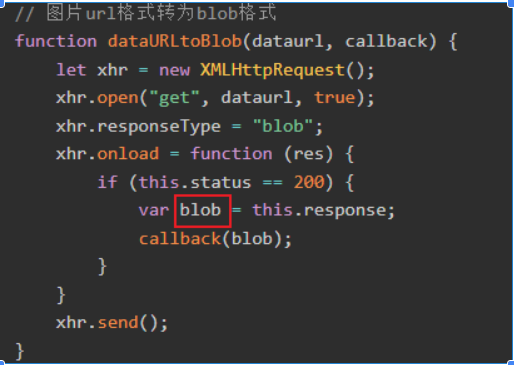 // 图片url格式转为blob格式
function dataURLtoBlob(dataurl, callback) {
    let xhr = new XMLHttpRequest();
    xhr.open("get", dataurl, true);
    xhr.responseType = "blob";
    xhr.onload = function (res) {
        if (this.status == 200) {
            var blob = this.response;
            callback(blob);
        }
    }
    xhr.send();
}